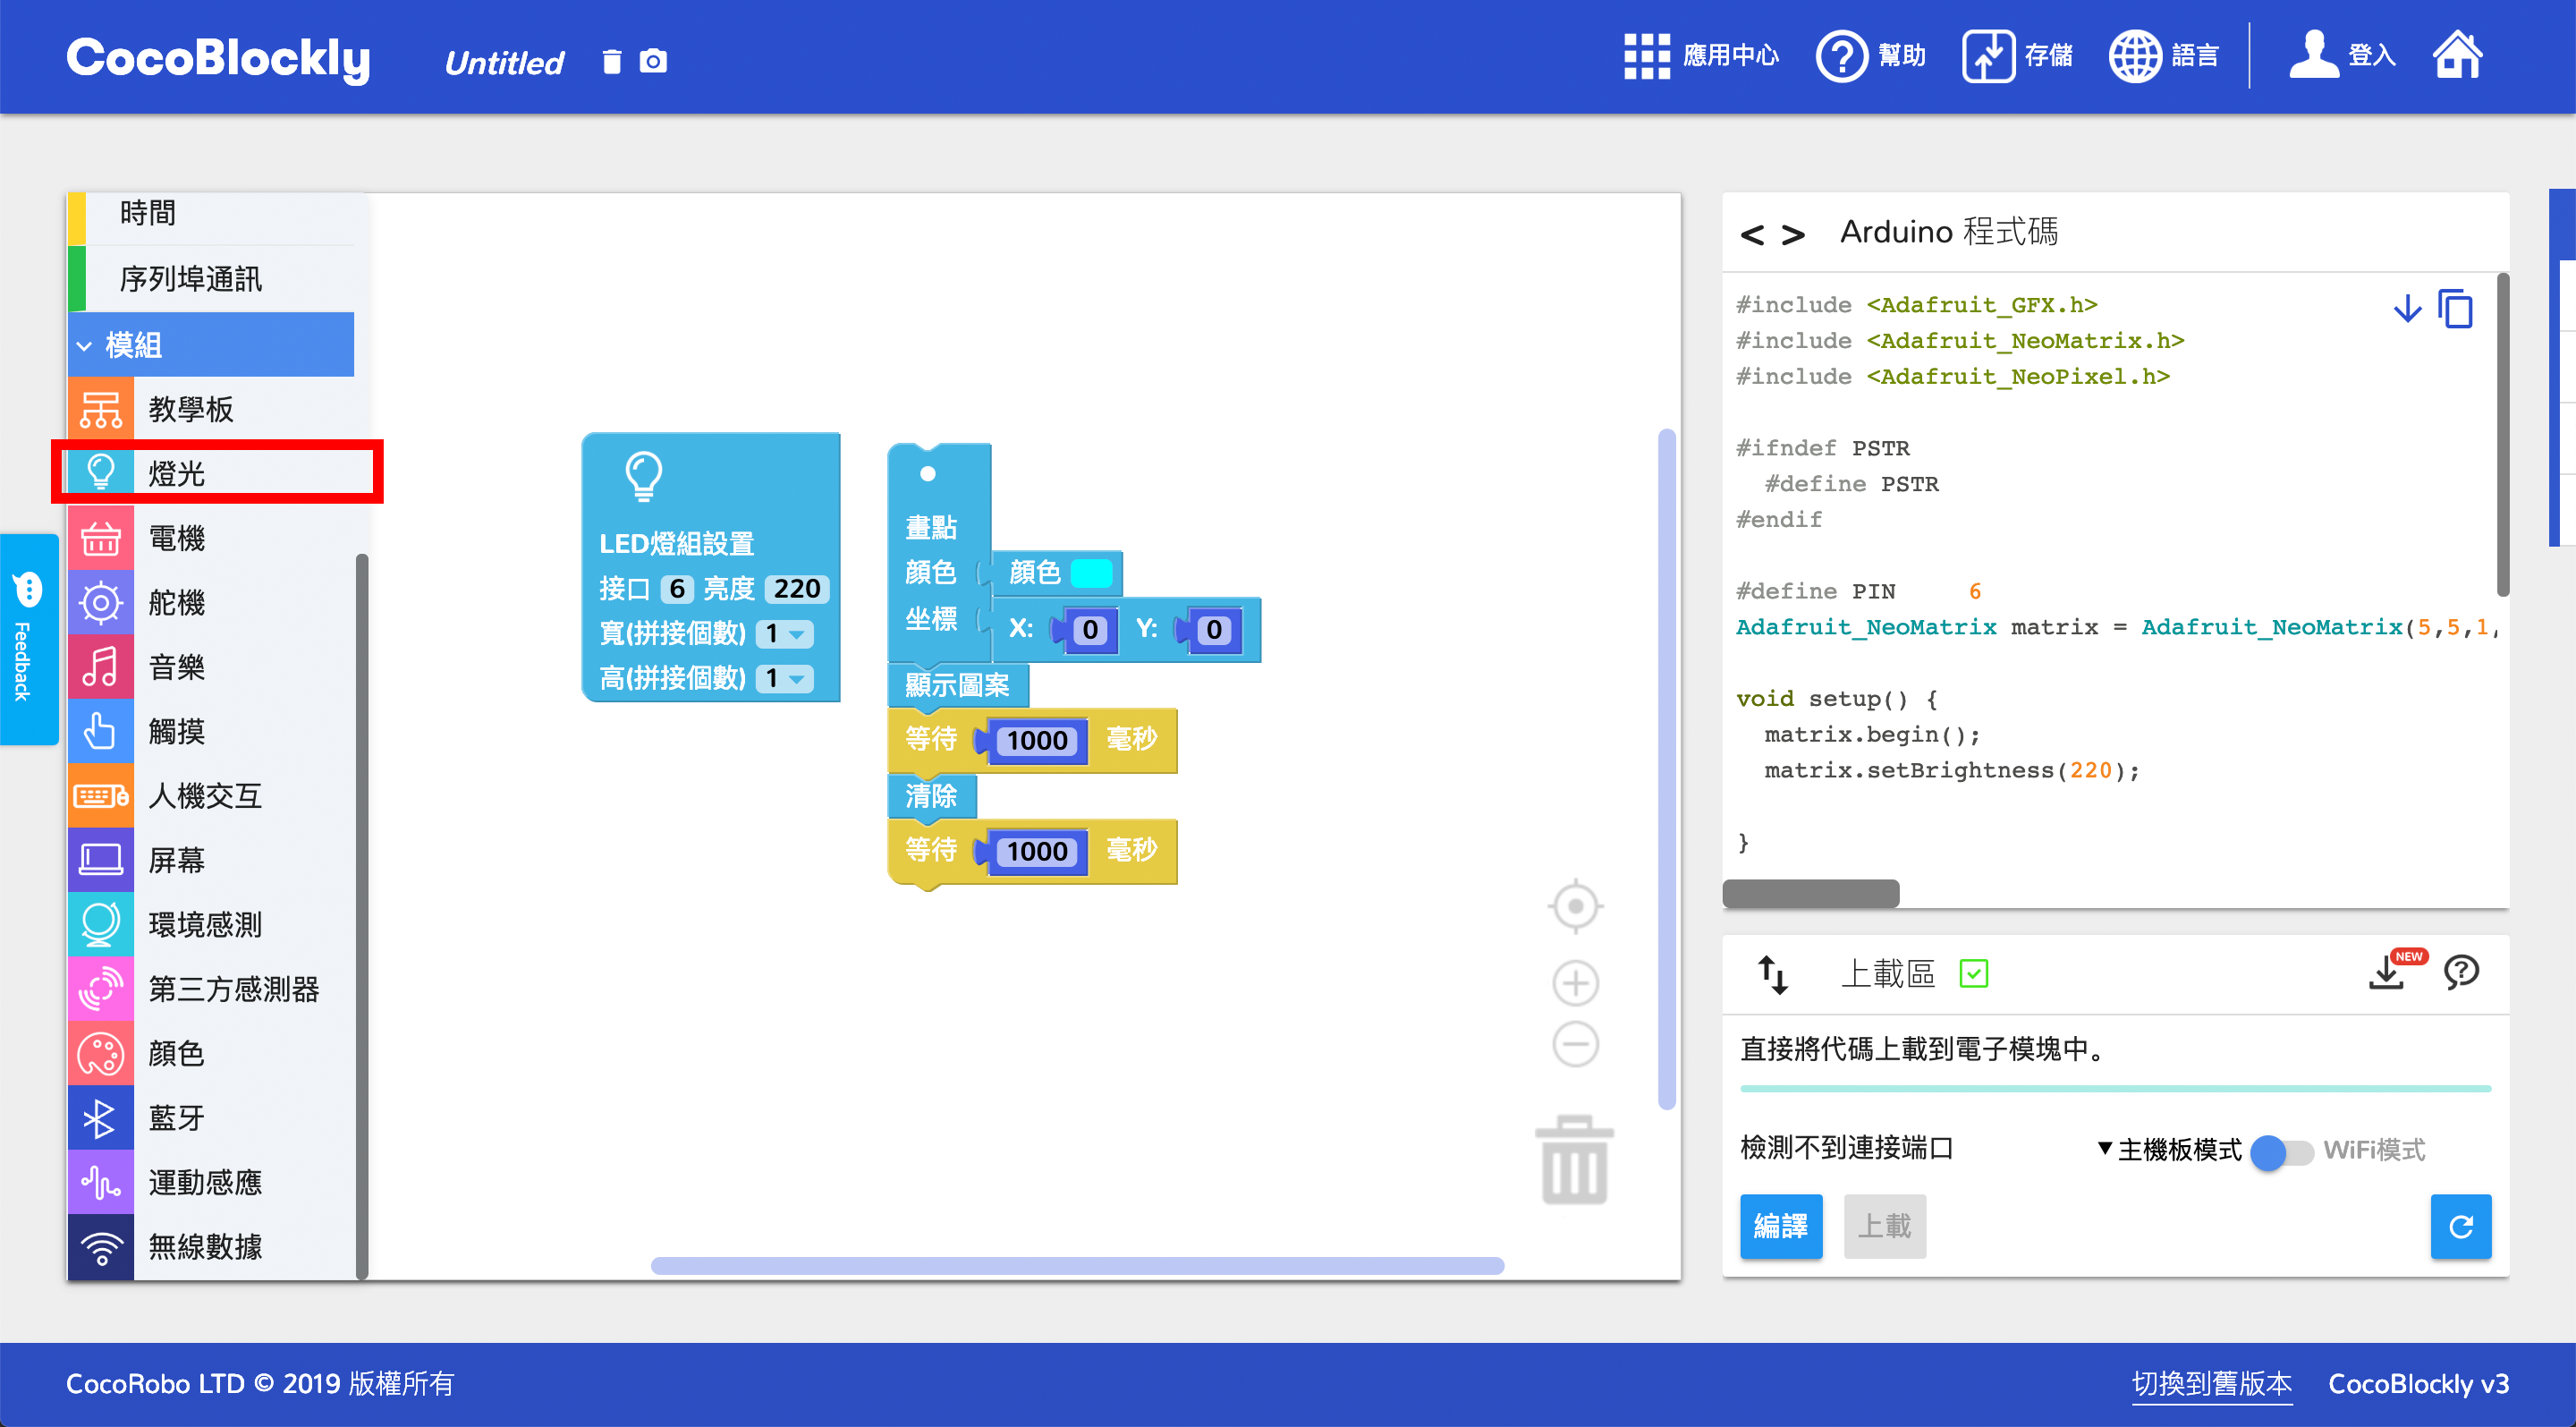 CocoBlockly
Untitled
應用中心
幫助
存儲
語言
登入
時間
序列埠通訊
模組
教學板
燈光
電機
舵機
音樂
觸摸
人機交互
屏幕
環境感測
第三方感測器
顏色
藍牙
運動感應
無線數據
Feedback
LED燈組設置
接口 6 亮度 220
寬(拼接個數) 1
高(拼接個數) 1
畫點
顏色 顏色
坐標 X: 0 Y: 0
顯示圖案
等待 1000 毫秒
清除
等待 1000 毫秒
< > Arduino 程式碼
#include <Adafruit_GFX.h>
#include <Adafruit_NeoMatrix.h>
#include <Adafruit_NeoPixel.h>
#ifndef PSTR
#define PSTR
#endif
#define PIN 6
Adafruit_NeoMatrix matrix = Adafruit_NeoMatrix(5,5,1,
void setup() {
matrix.begin();
matrix.setBrightness(220);
}
上載區
NEW
直接將代碼上載到電子模塊中。
檢測不到連接端口
▼主機板模式
WiFi模式
編譯
上載
CocoRobo LTD © 2019 版權所有
切換到舊版本
CocoBlockly v3